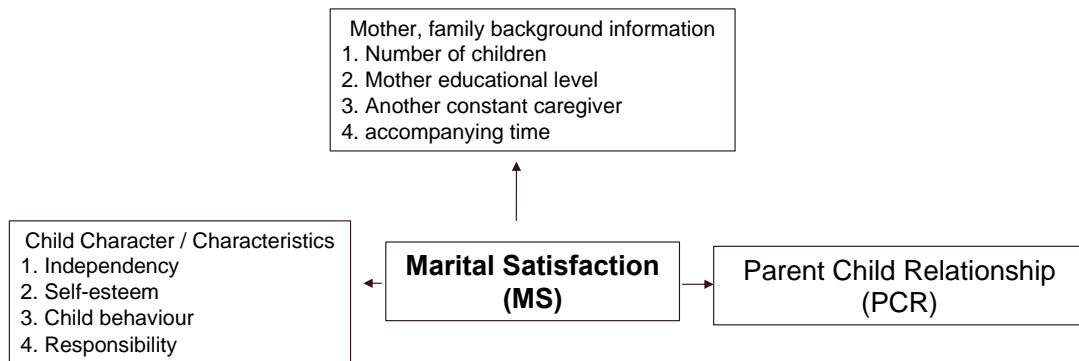 Mother, family background information
1. Number of children
2. Mother educational level
3. Another constant caregiver
4. accompanying time
Child Character / Characteristics
1. Independency
2. Self-esteem
3. Child behaviour
4. Responsibility
Marital Satisfaction
(MS)
Parent Child Relationship
(PCR)